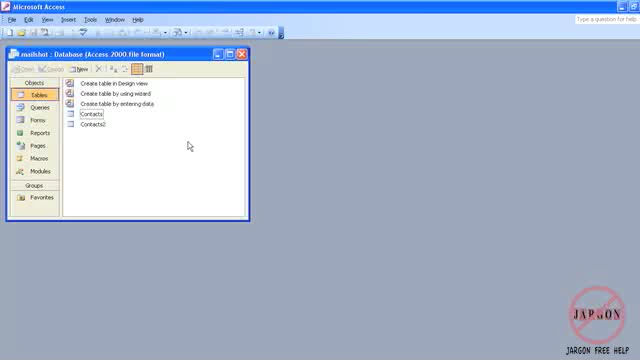 Microsoft Access
File Edit View Insert Tools Window Help
Type a question for help
mailshot : Database (Access 2000 file format)
Open Design New
Objects
Tables
Queries
Forms
Reports
Pages
Macros
Modules
Groups
Favorites
Create table in Design view
Create table by using wizard
Create table by entering data
Contacts
Contacts2
JARGON
JARGON FREE HELP